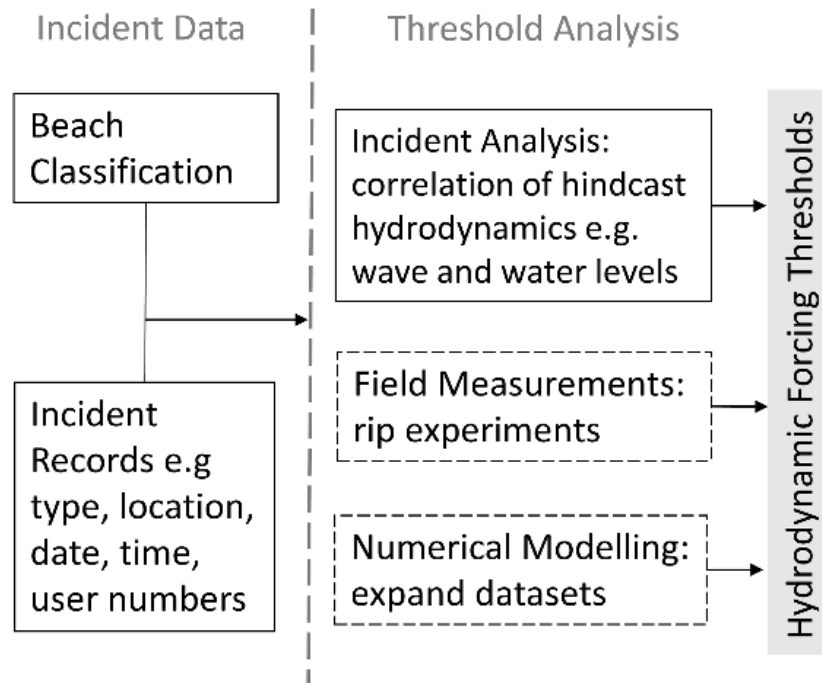 Incident Data
Threshold Analysis
Beach
Classification
Incident
Records e.g
type, location,
date, time,
user numbers
Incident Analysis:
correlation of hindcast
hydrodynamics e.g.
wave and water levels
Field Measurements:
rip experiments
Numerical Modelling:
expand datasets
Hydrodynamic Forcing Thresholds